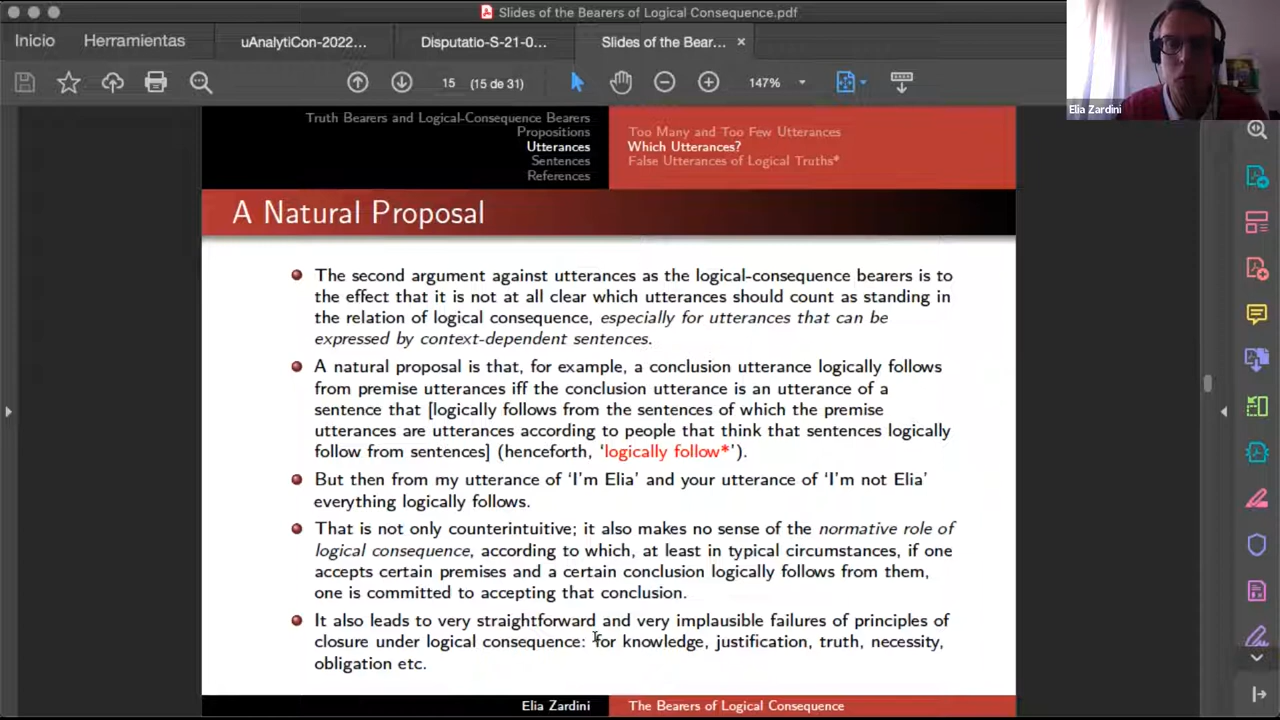 Slides of the Bearers of Logical Consequence.pdf
Inicio
Herramientas
uAnalytiCon-2022...
Disputatio-S-21-0...
Slides of the Bear...
15
(15 de 31)
147%
Elia Zardini
Truth Bearers and Logical-Consequence Bearers
Propositions
Utterances
Sentences
References
Too Many and Too Few Utterances
Which Utterances?
False Utterances of Logical Truths*
A Natural Proposal
The second argument against utterances as the logical-consequence bearers is to
the effect that it is not at all clear which utterances should count as standing in
the relation of logical consequence, especially for utterances that can be
expressed by context-dependent sentences.
A natural proposal is that, for example, a conclusion utterance logically follows
from premise utterances iff the conclusion utterance is an utterance of a
sentence that [logically follows from the sentences of which the premise
utterances are utterances according to people that think that sentences logically
follow from sentences] (henceforth, ‘logically follow*’).
But then from my utterance of ‘I’m Elia’ and your utterance of ‘I’m not Elia’
everything logically follows.
That is not only counterintuitive; it also makes no sense of the normative role of
logical consequence, according to which, at least in typical circumstances, if one
accepts certain premises and a certain conclusion logically follows from them,
one is committed to accepting that conclusion.
It also leads to very straightforward and very implausible failures of principles of
closure under logical consequence: for knowledge, justification, truth, necessity,
obligation etc.
Elia Zardini
The Bearers of Logical Consequence